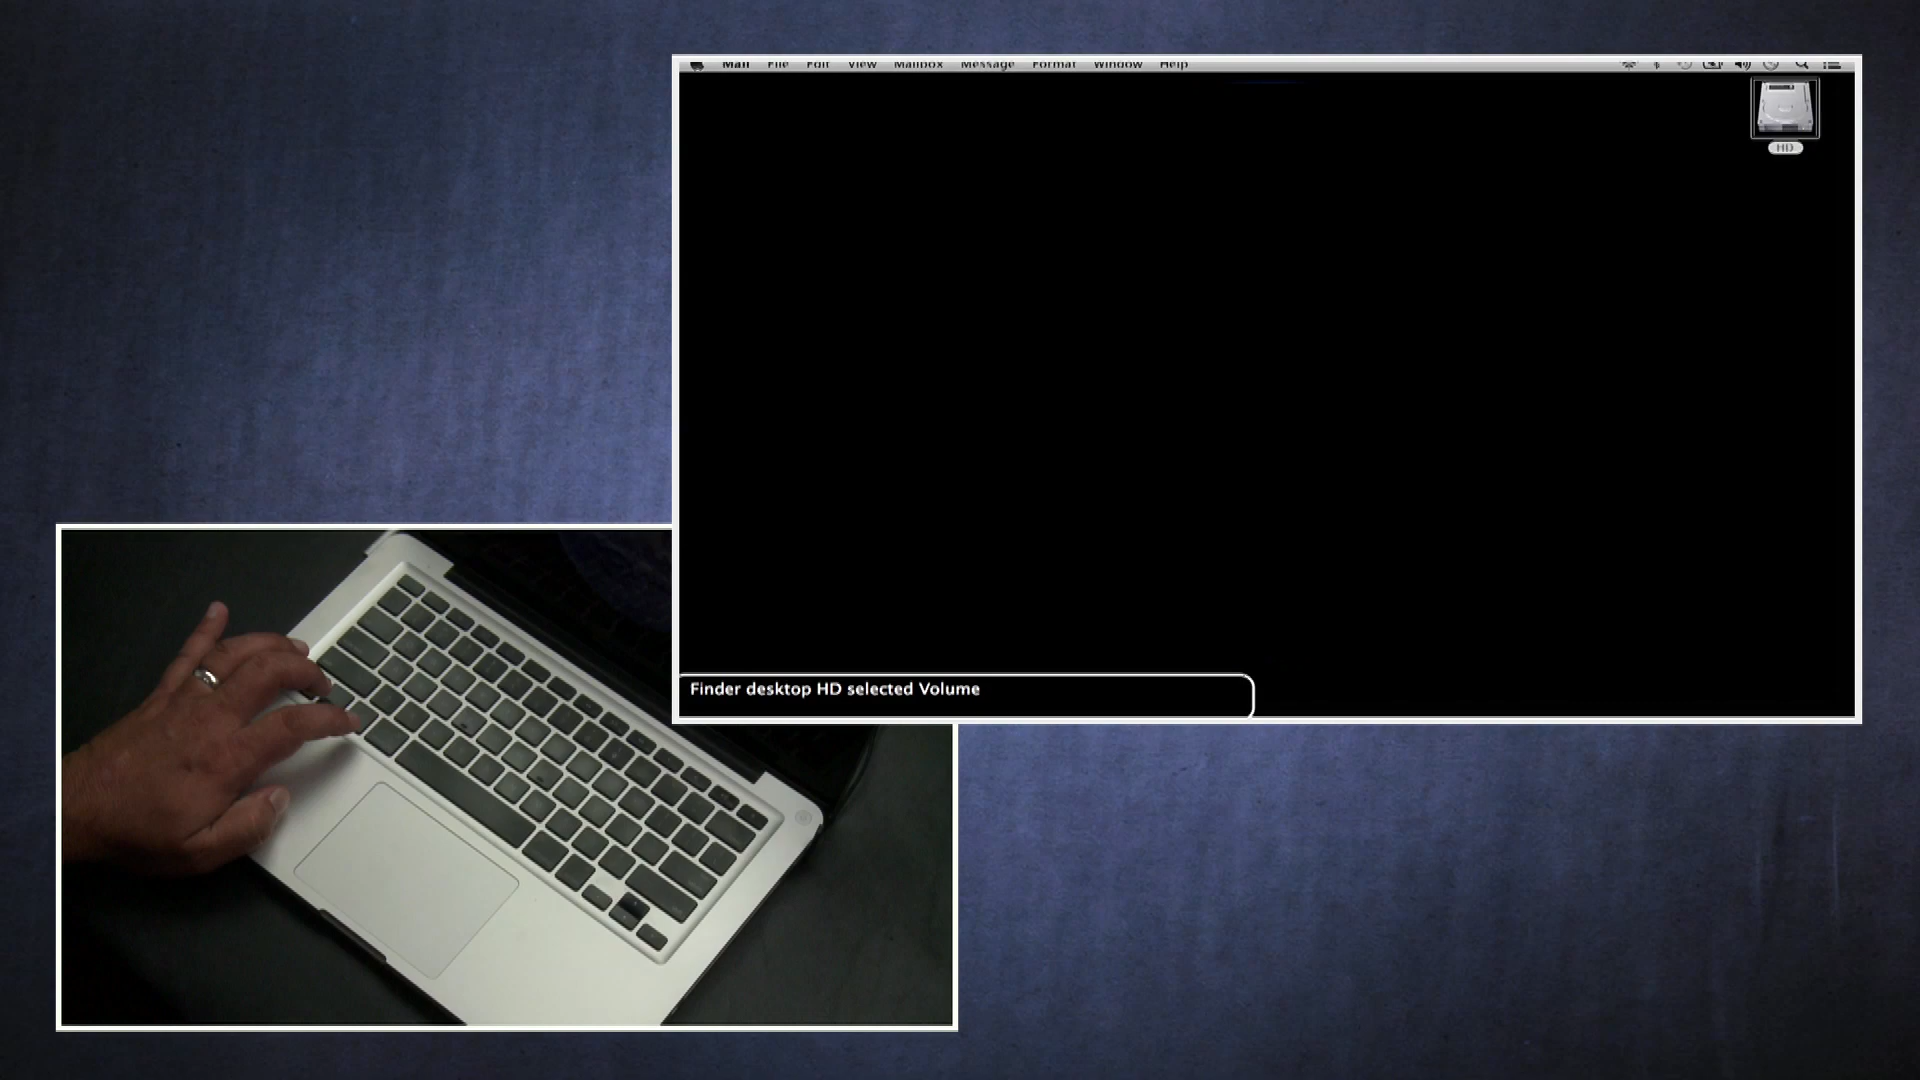 Mail File Edit View Mailbox Message Format Window Help
HD
Finder desktop HD selected Volume